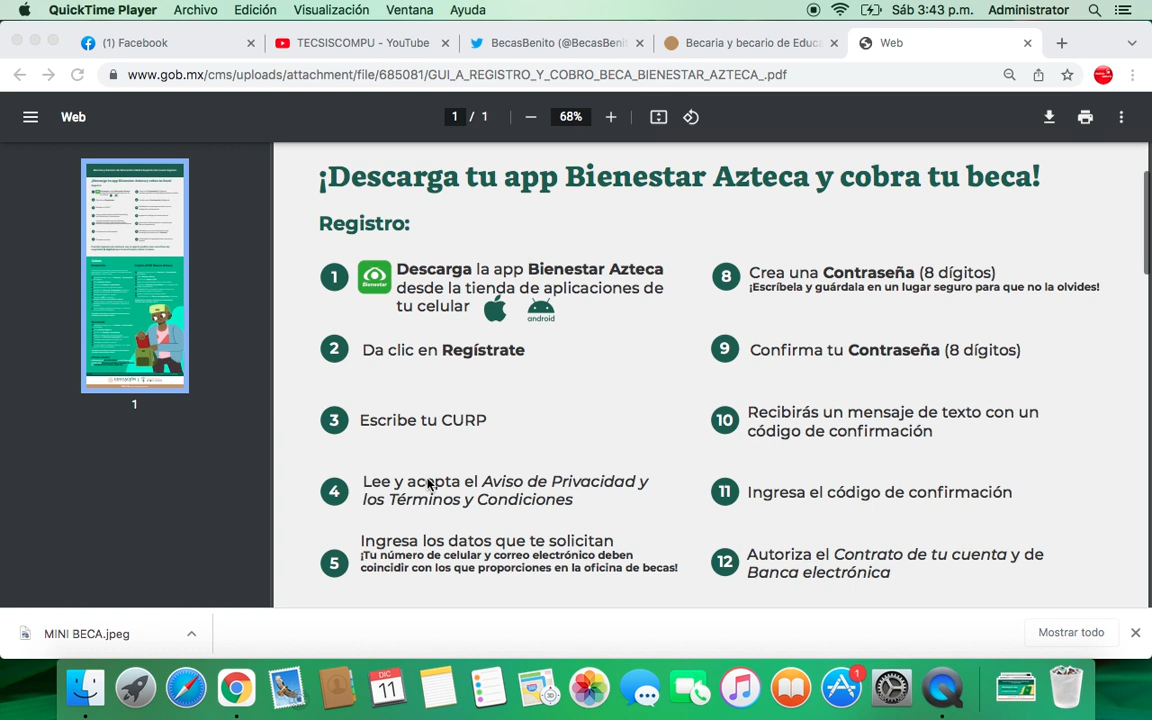 QuickTime Player Archivo Edición Visualización Ventana Ayuda Sáb 3:43 p.m. Administrator
(1) Facebook
TECSISCOMPU - YouTube
BecasBenito (@BecasBenit
Becaria y becario de Educa
Web
www.gob.mx/cms/uploads/attachment/file/685081/GUI_A_REGISTRO_Y_COBRO_BECA_BIENESTAR_AZTECA_.pdf
Web
1 / 1
68%
1
¡Descarga tu app Bienestar Azteca y cobra tu beca!
Registro:
1
Bienestar
Descarga la app Bienestar Azteca
desde la tienda de aplicaciones de
tu celular
android
2
Da clic en Regístrate
3
Escribe tu CURP
4
Lee y acepta el Aviso de Privacidad y
los Términos y Condiciones
5
Ingresa los datos que te solicitan
¡Tu número de celular y correo electrónico deben
coincidir con los que proporciones en la oficina de becas!
8
Crea una Contraseña (8 dígitos)
¡Escríbela y guárdala en un lugar seguro para que no la olvides!
9
Confirma tu Contraseña (8 dígitos)
10
Recibirás un mensaje de texto con un
código de confirmación
11
Ingresa el código de confirmación
12
Autoriza el Contrato de tu cuenta y de
Banca electrónica
MINI BECA.jpeg
Mostrar todo
DIC
11
3D
1